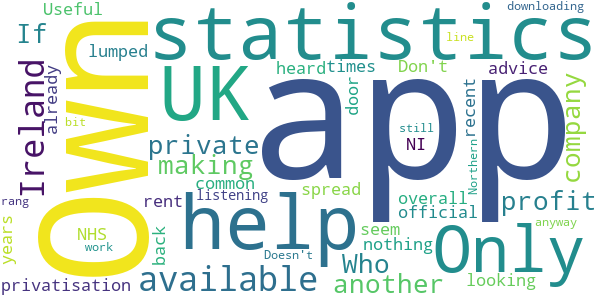 Useful
downloading
If
own
statistics
line
lumped
Ireland
already
UK
heard
times
Don't
advice
app
company
door
recent
bit
still
private
NI
making
common
spread
Northern
rang
rent
listening
help
overall
official
profit
years
NHS
work
back
seem
nothing
Only
anyway
Doesn't
Who
privatisation
available
another
looking